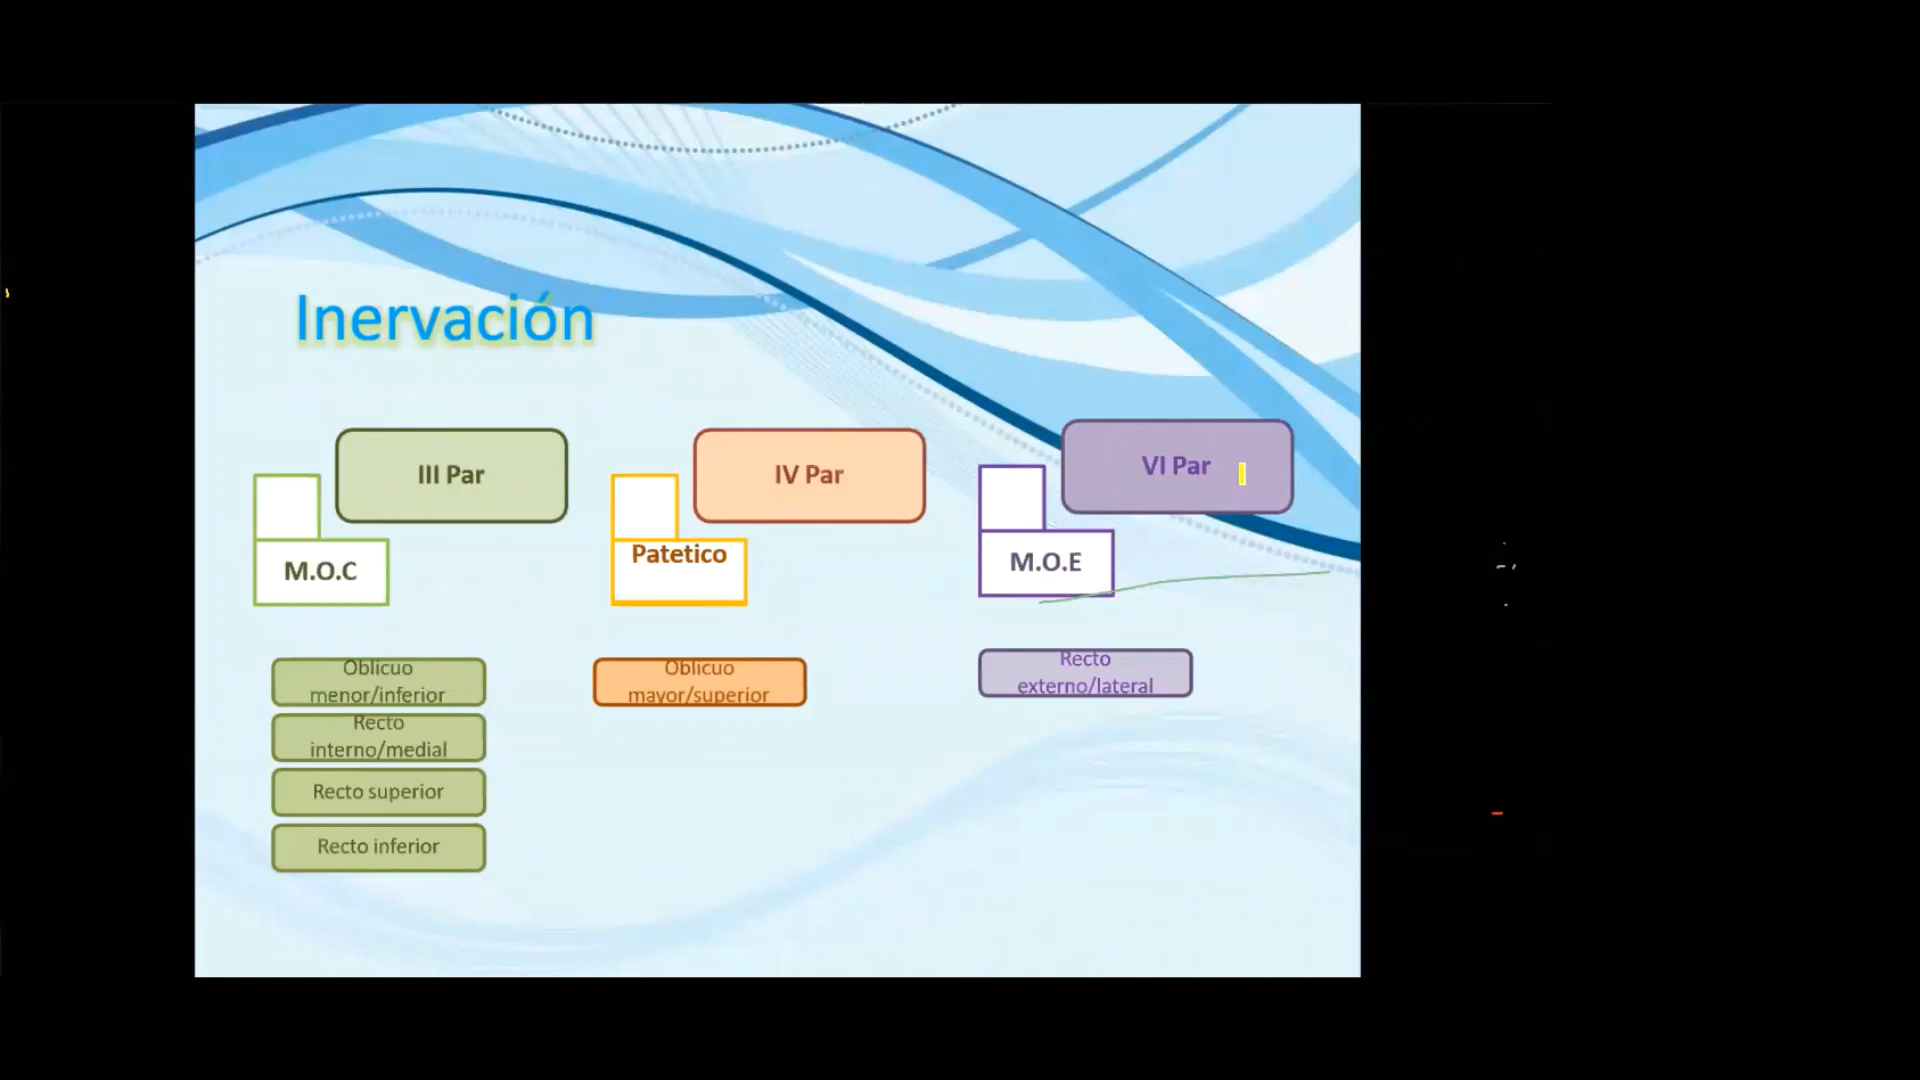 Inervación
III Par
M.O.C
Oblicuo
menor/inferior
Recto
interno/medial
Recto superior
Recto inferior
IV Par
Patetico
Oblicuo
mayor/superior
VI Par
M.O.E
Recto
externo/lateral